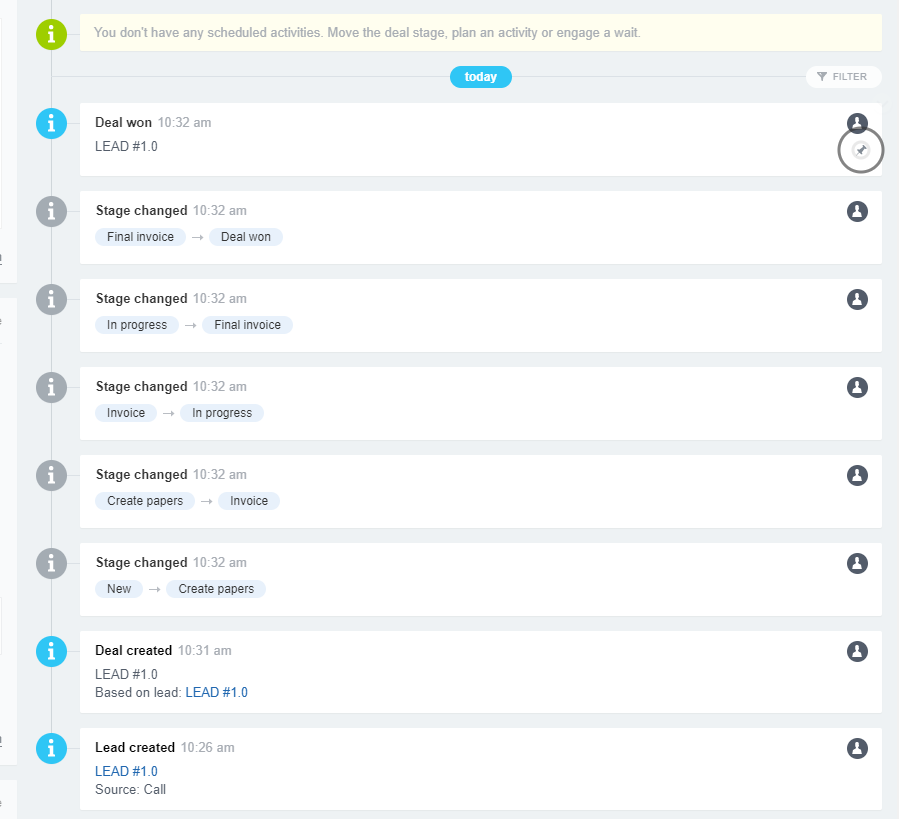 You don't have any scheduled activities. Move the deal stage, plan an activity or engage a wait.
today
FILTER
Deal won 10:32 am
LEAD #1.0
Stage changed 10:32 am
Final invoice → Deal won
Stage changed 10:32 am
In progress → Final invoice
Stage changed 10:32 am
Invoice → In progress
Stage changed 10:32 am
Create papers → Invoice
Stage changed 10:32 am
New → Create papers
Deal created 10:31 am
LEAD #1.0
Based on lead: LEAD #1.0
Lead created 10:26 am
LEAD #1.0
Source: Call